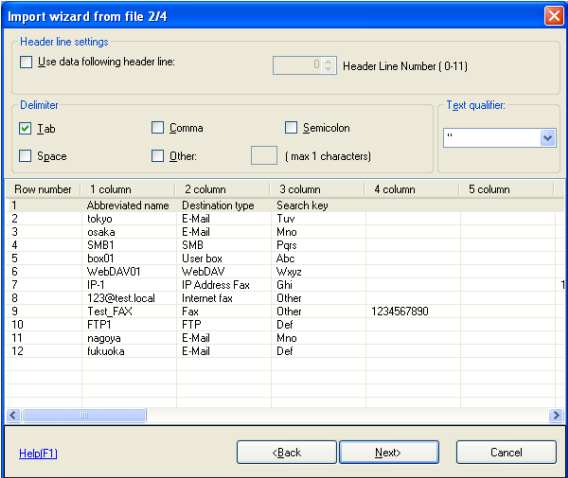 Import wizard from file 2/4
Header line settings
Use data following header line:
0
Header Line Number ( 0-11)
Delimiter
Text qualifier:
Tab
Comma
Semicolon
"
Space
Other:
( max 1 characters)
Row number 1 column 2 column 3 column 4 column 5 column
1 Abbreviated name Destination type Search key
2 tokyo E-Mail Tuv
3 osaka E-Mail Mno
4 SMB1 SMB Pqrs
5 box01 User box Abc
6 WebDAV01 WebDAV Wxyz
7 IP-1 IP Address Fax Ghi 1
8 123@test.local Internet fax Other
9 Test_FAX Fax Other 1234567890
10 FTP1 FTP Def
11 nagoya E-Mail Mno
12 fukuoka E-Mail Def
Help(F1)
<Back
Next>
Cancel